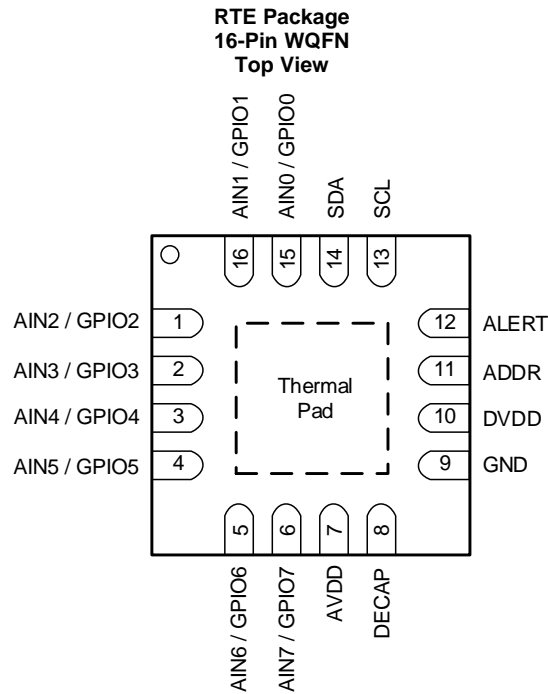 RTE Package
16-Pin WQFN
Top View
AIN1 / GPIO1
AIN0 / GPIO0
SDA
SCL
16
15
14
13
AIN2 / GPIO2
1
12
ALERT
AIN3 / GPIO3
2
11
ADDR
AIN4 / GPIO4
3
10
DVDD
AIN5 / GPIO5
4
9
GND
Thermal
Pad
5
6
7
8
AIN6 / GPIO6
AIN7 / GPIO7
AVDD
DECAP